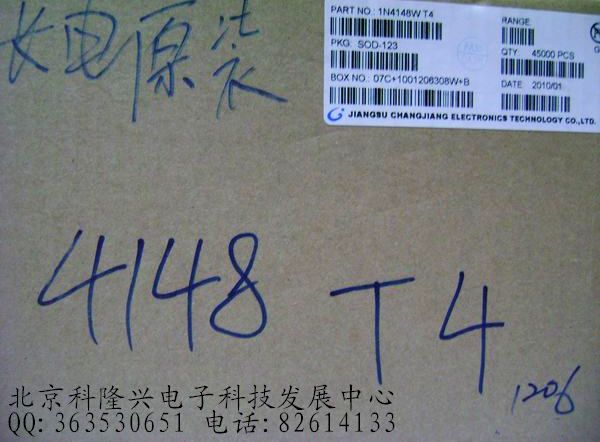 长电原装
PART NO.: 1N4148W T4
RANGE:
PKG: SOD-123
QTY: 45000 PCS
BOX NO.: 07C+1001206308W+B
DATE: 2010/01
JIANGSU CHANGJIANG ELECTRONICS TECHNOLOGY CO., LTD.
4148 T4
1206
北京科隆兴电子科技发展中心
QQ: 363530651 电话: 82614133